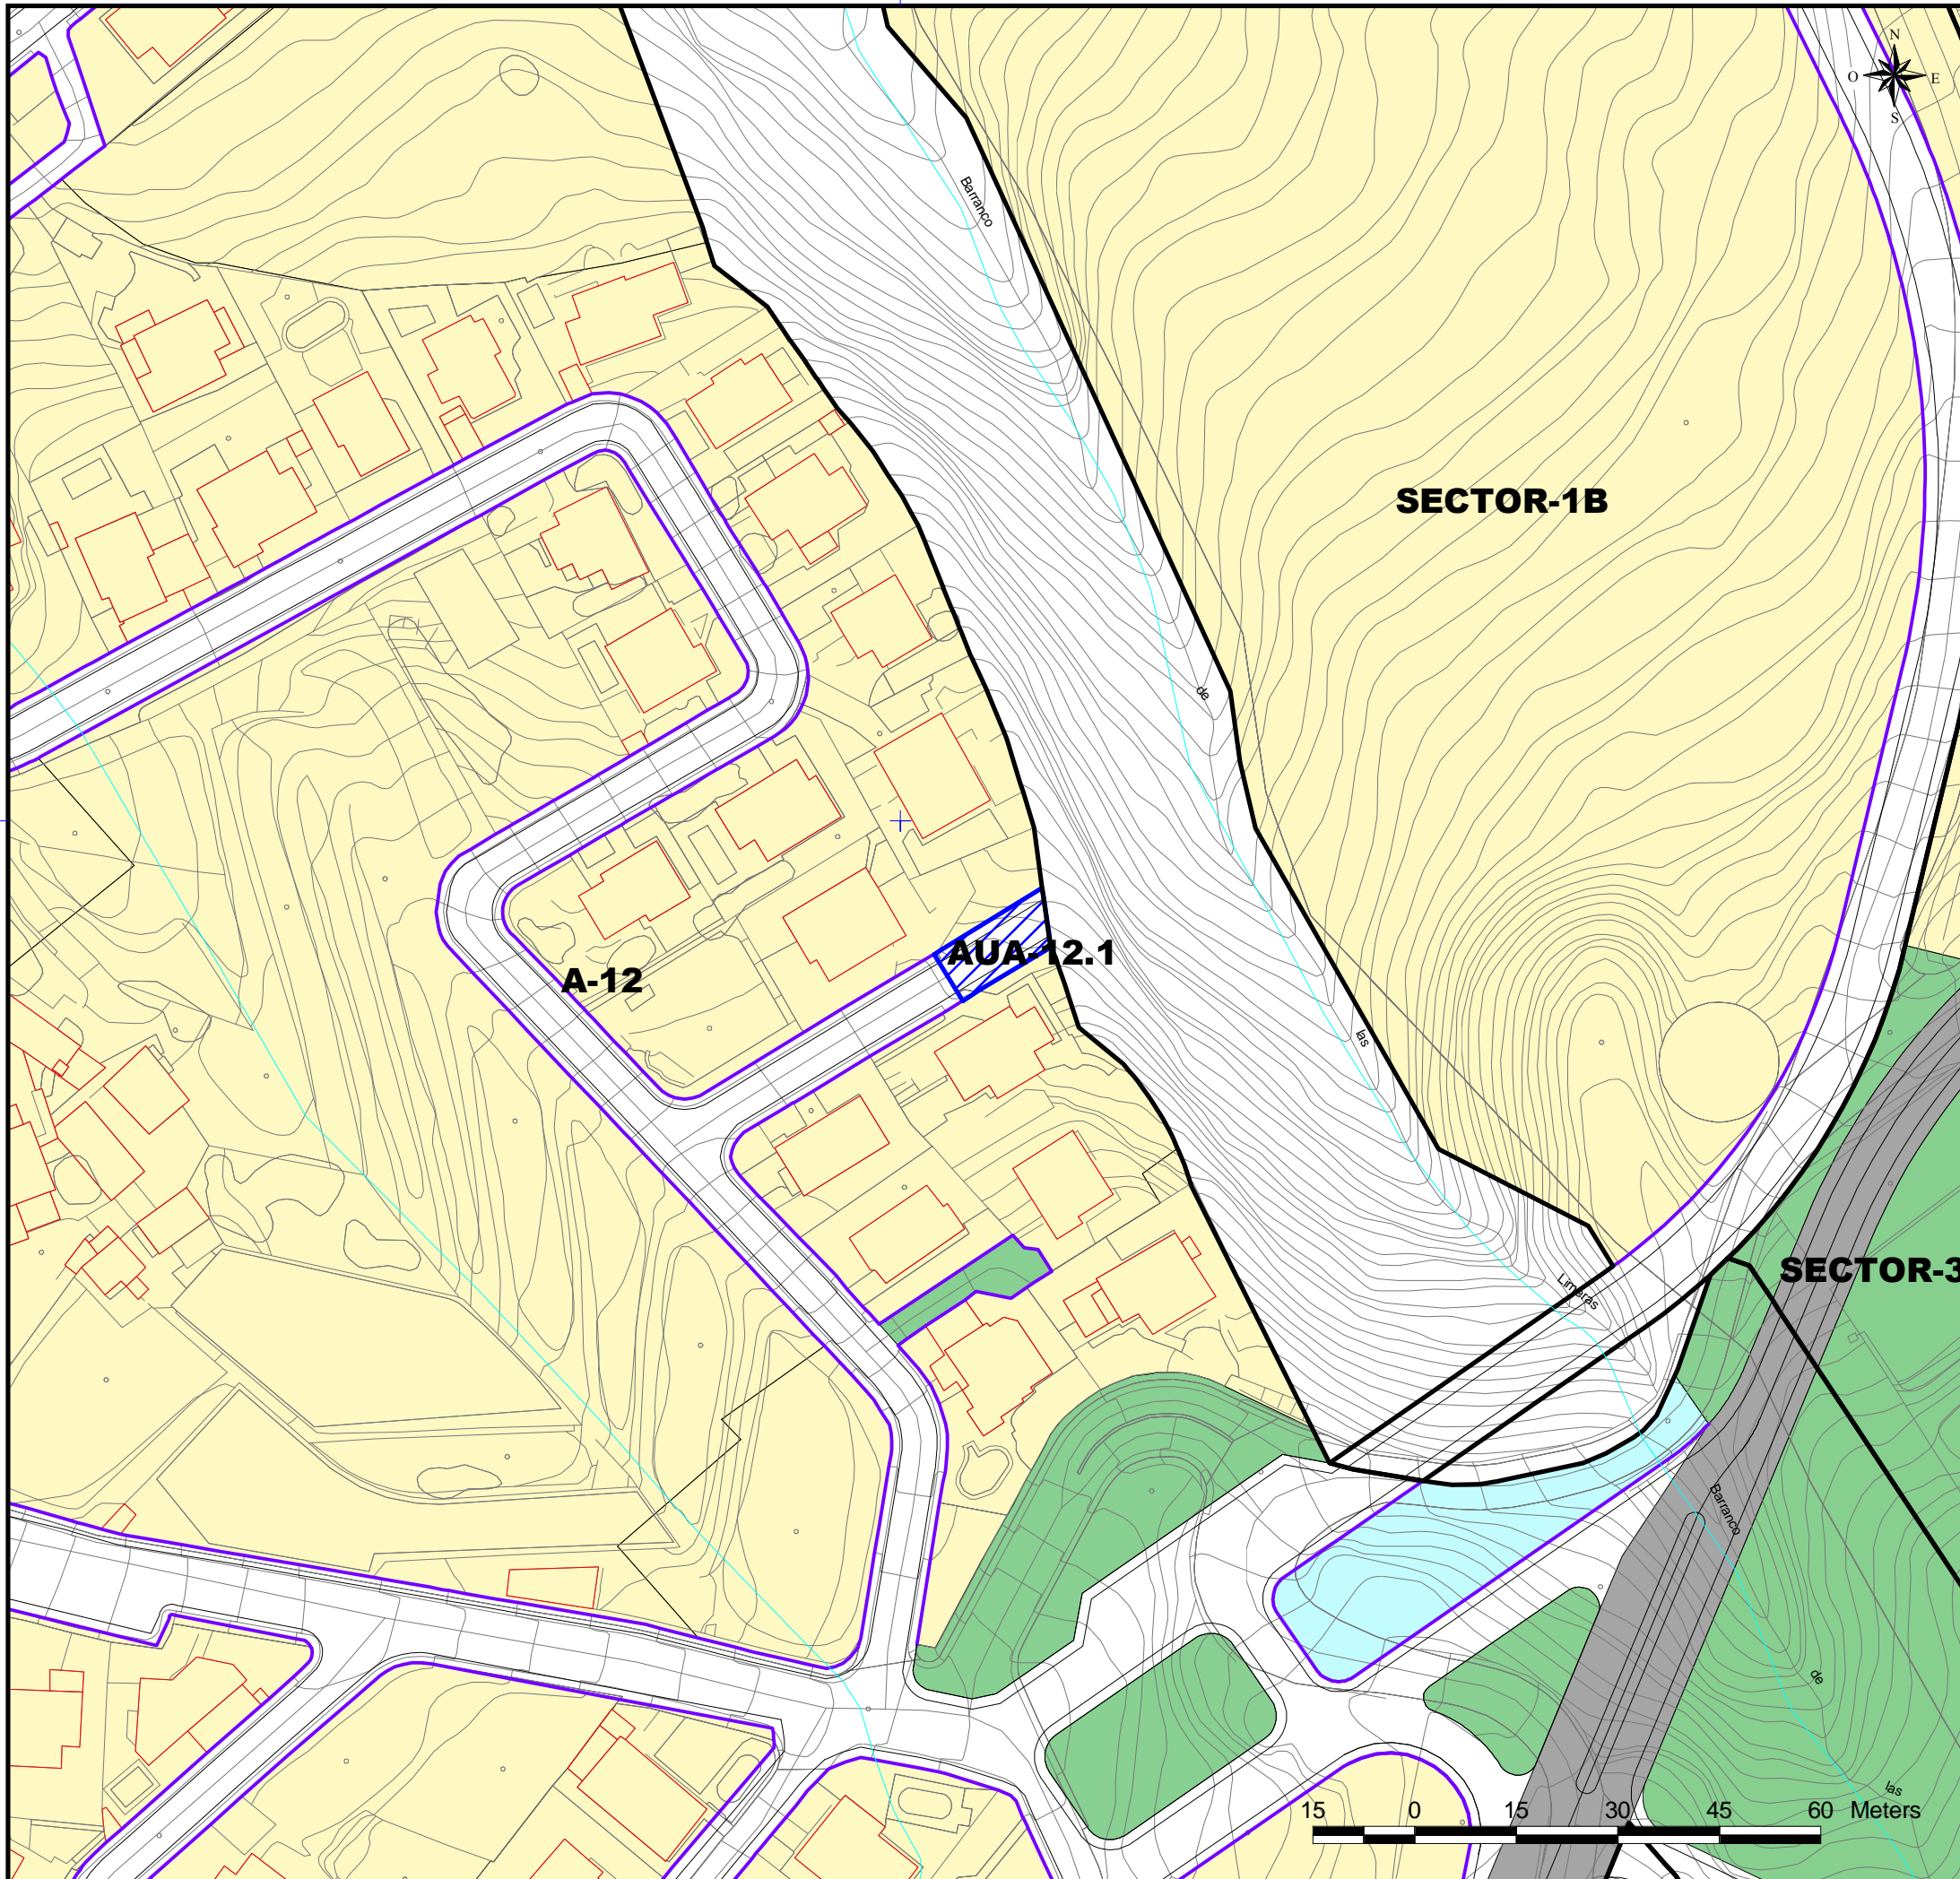 N
O E
S
Barranco
SECTOR-1B
de
AUA-12.1
A-12
las
SECTOR-3
Limeras
Barranco
de
las
15 0 15 30 45 60 Meters